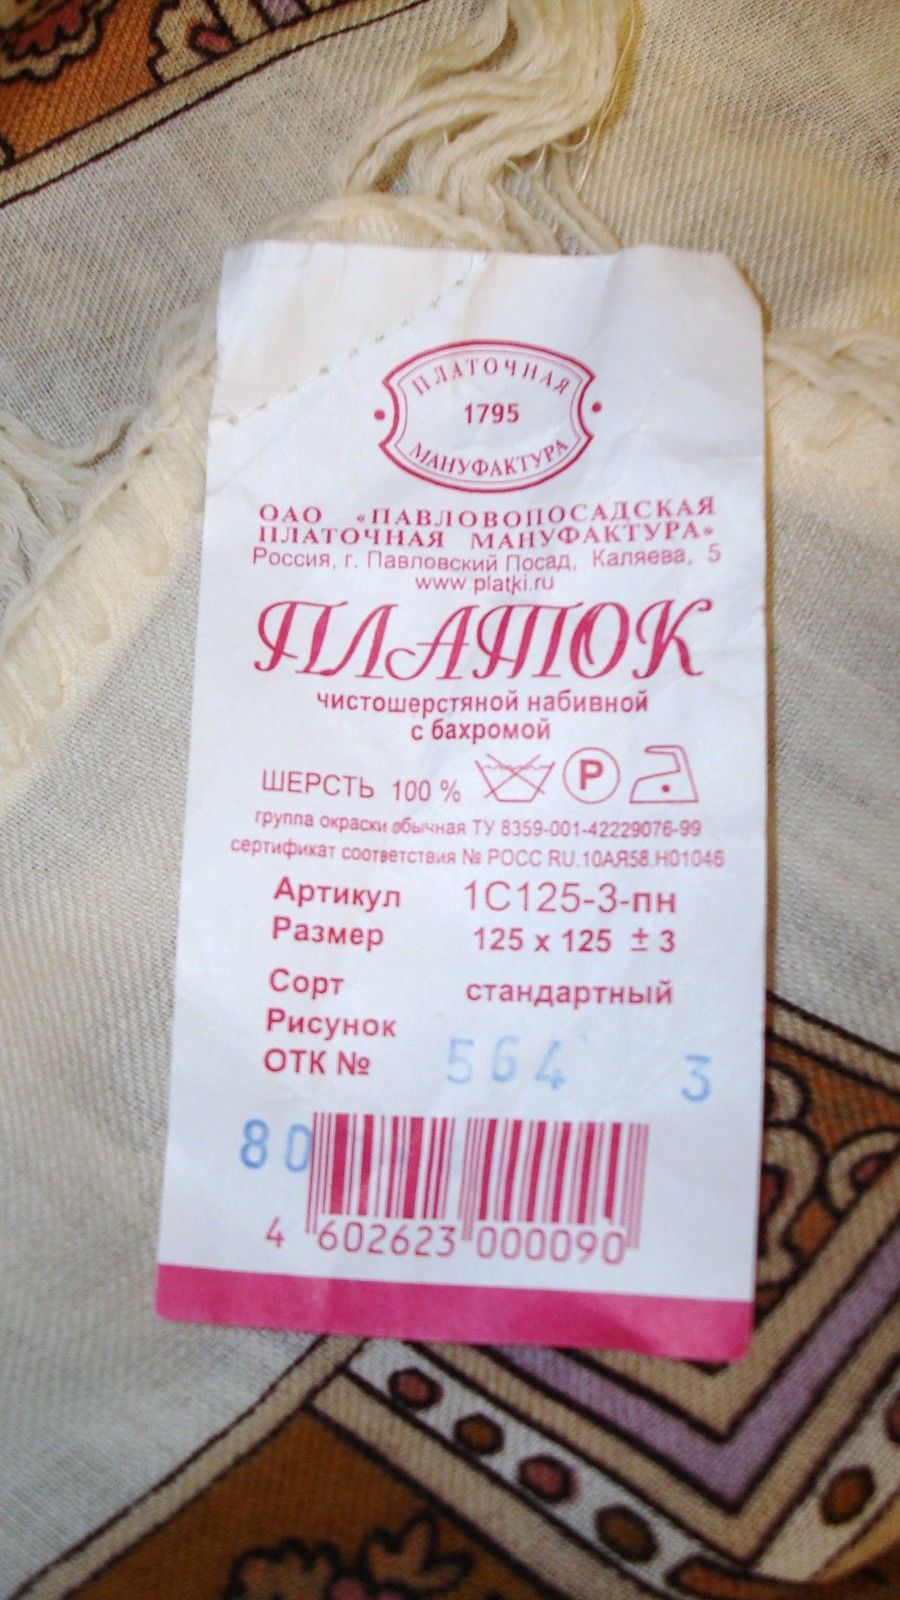 ПЛАТОЧНАЯ
1795
МАНУФАКТУРА
ОАО «ПАВЛОВОПОСАДСКАЯ
ПЛАТОЧНАЯ МАНУФАКТУРА»
Россия, г. Павловский Посад, Каляева, 5
www.platki.ru
ПЛАТОК
чистошерстяной набивной
с бахромой
ШЕРСТЬ 100 % P
группа окраски обычная ТУ 8359-001-42229076-99
сертификат соответствия № РОСС RU.10АЯ58.Н01046
Артикул 1С125-3-пн
Размер 125 х 125 ± 3
Сорт стандартный
Рисунок
ОТК № 564 3
80
4 602623 000090